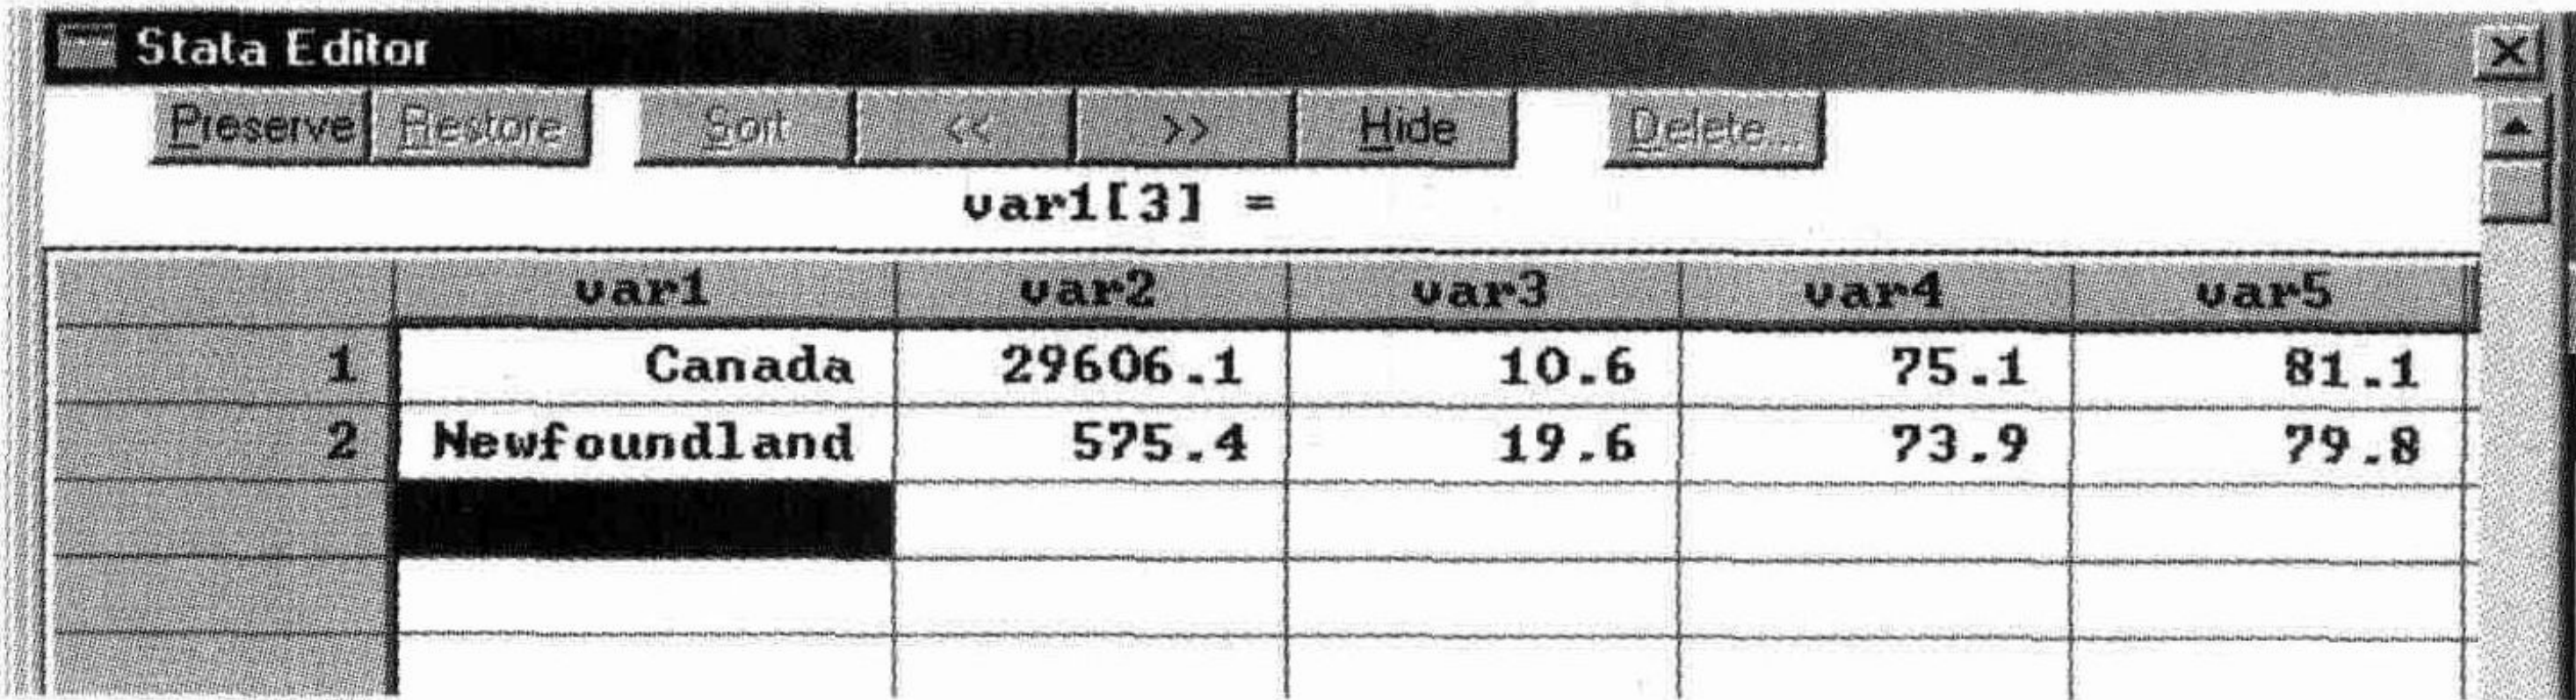 Stata Editor
Preserve Restore Sort << >> Hide Delete...
var1[3] =
var1 var2 var3 var4 var5
1 Canada 29606.1 10.6 75.1 81.1
2 Newfoundland 575.4 19.6 73.9 79.8